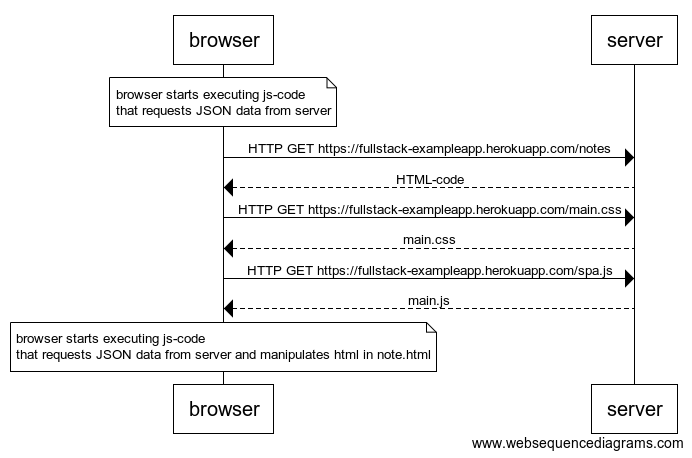 browser
server
browser starts executing js-code
that requests JSON data from server
HTTP GET https://fullstack-exampleapp.herokuapp.com/notes
HTML-code
HTTP GET https://fullstack-exampleapp.herokuapp.com/main.css
main.css
HTTP GET https://fullstack-exampleapp.herokuapp.com/spa.js
main.js
browser starts executing js-code
that requests JSON data from server and manipulates html in note.html
browser
server
www.websequencediagrams.com